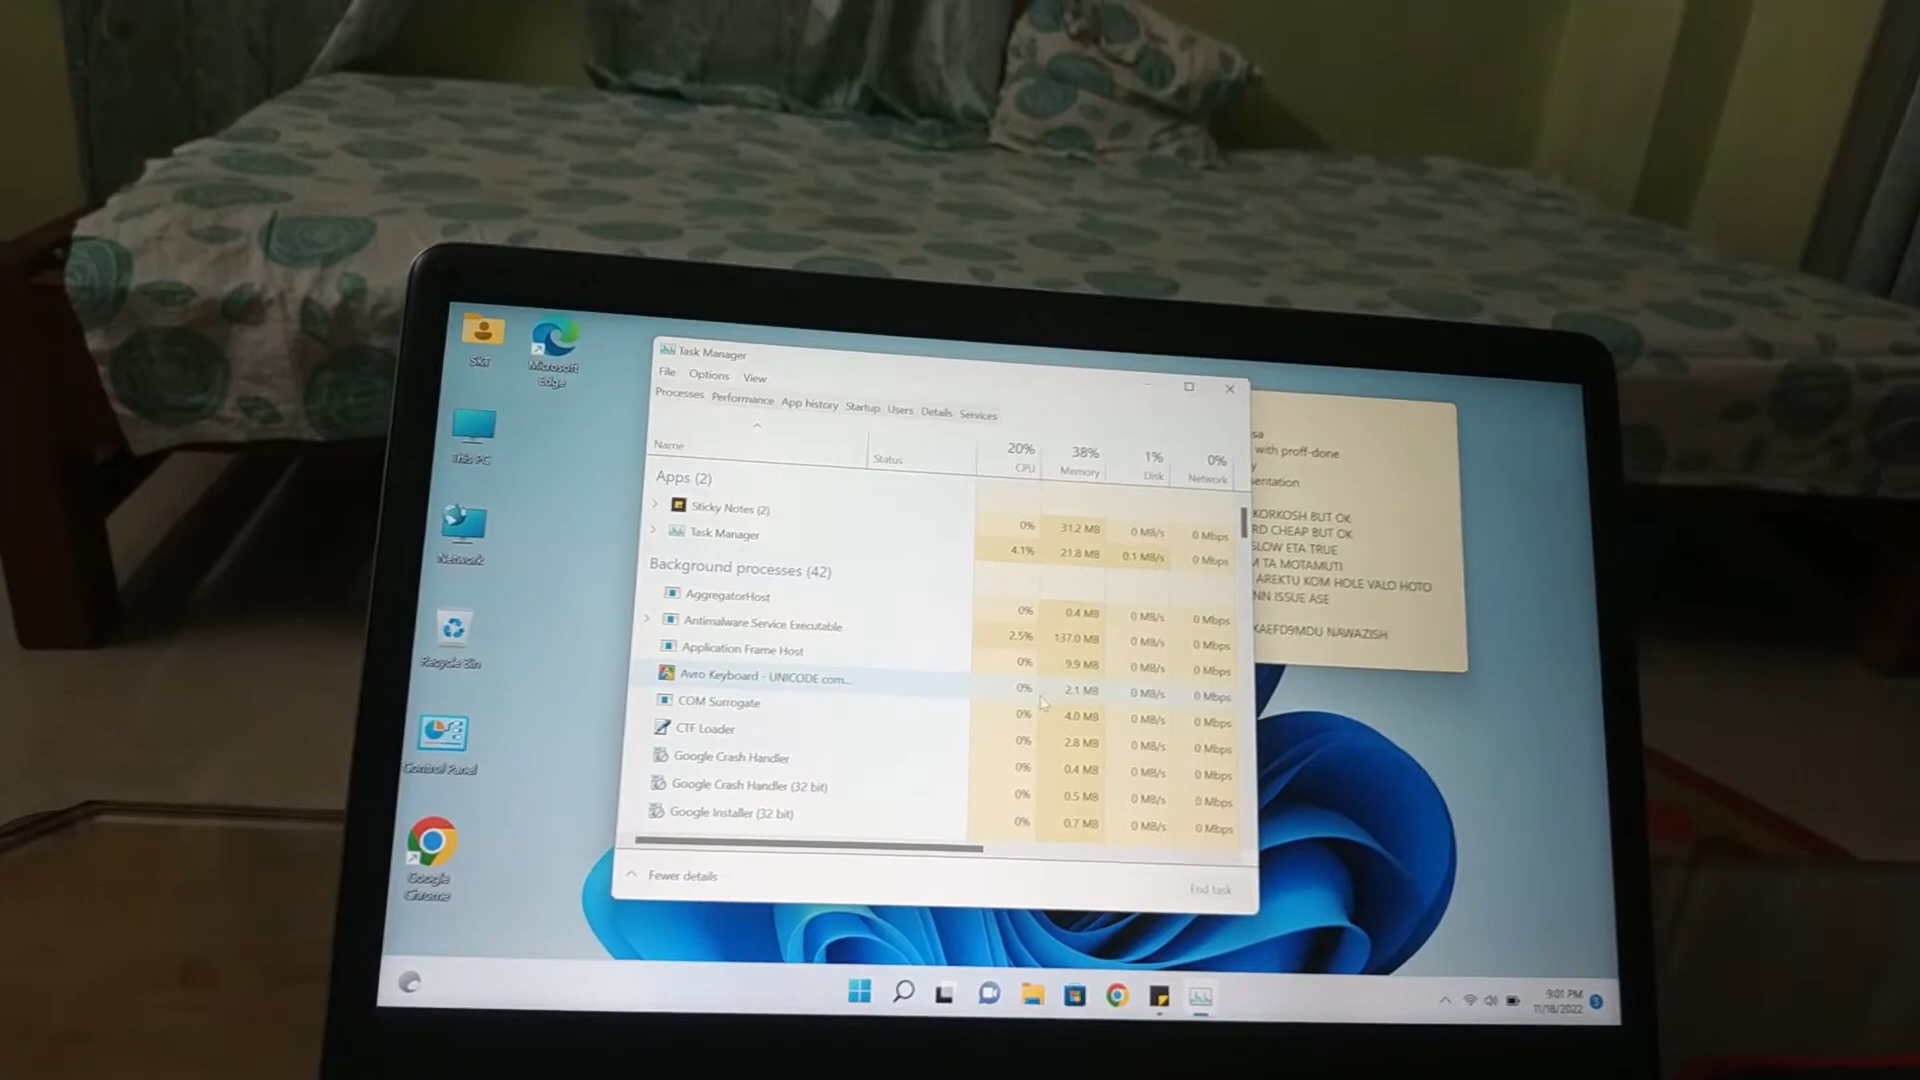 SKT
Microsoft
Edge
This PC
Network
Recycle Bin
Control Panel
Google
Chrome
Task Manager
File Options View
Processes Performance App history Startup Users Details Services
20% 38% 1% 0%
Name Status CPU Memory Disk Network
Apps (2)
Sticky Notes (2) 0% 31.2 MB 0 MB/s 0 Mbps
Task Manager 4.1% 21.8 MB 0.1 MB/s 0 Mbps
Background processes (42)
AggregatorHost 0% 0.4 MB 0 MB/s 0 Mbps
Antimalware Service Executable 2.5% 137.0 MB 0 MB/s 0 Mbps
Application Frame Host 0% 9.9 MB 0 MB/s 0 Mbps
Avro Keyboard - UNICODE com... 0% 2.1 MB 0 MB/s 0 Mbps
COM Surrogate 0% 4.0 MB 0 MB/s 0 Mbps
CTF Loader 0% 2.8 MB 0 MB/s 0 Mbps
Google Crash Handler 0% 0.4 MB 0 MB/s 0 Mbps
Google Crash Handler (32 bit) 0% 0.5 MB 0 MB/s 0 Mbps
Google Installer (32 bit) 0% 0.7 MB 0 MB/s 0 Mbps
Fewer details
End task
sa
with proff-done
y
sentation
KORKOSH BUT OK
RD CHEAP BUT OK
SLOW ETA TRUE
M TA MOTAMUTI
AREKTU KOM HOLE VALO HOTO
NN ISSUE ASE
KAEFD9MDU NAWAZISH
9:01 PM
11/18/2022